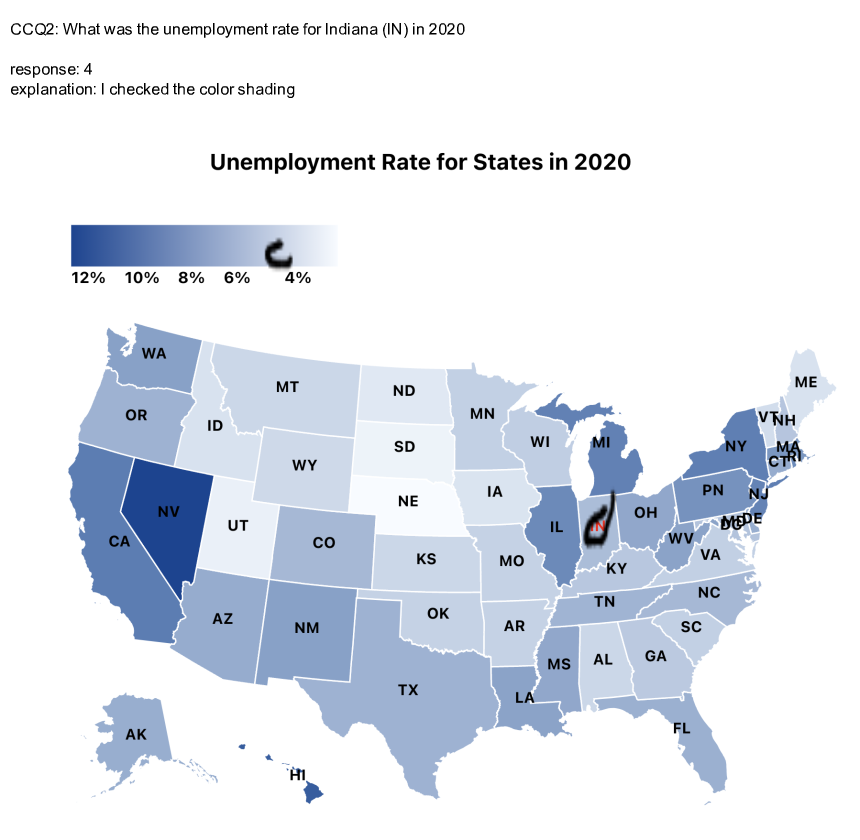 CCQ2: What was the unemployment rate for Indiana (IN) in 2020
response: 4
explanation: I checked the color shading
Unemployment Rate for States in 2020
12% 10% 8% 6% 4%
WA
ME
MT
ND
VT
NH
OR
ID
MN
MI
NY
MA
WI
SD
CT
RI
WY
IA
PN
NJ
NE
NV
UT
IL
IN
OH
MD
DE
DC
CA
CO
WV
VA
KS
MO
KY
NC
TN
OK
AZ
NM
AR
SC
MS
AL
GA
TX
LA
FL
AK
HI